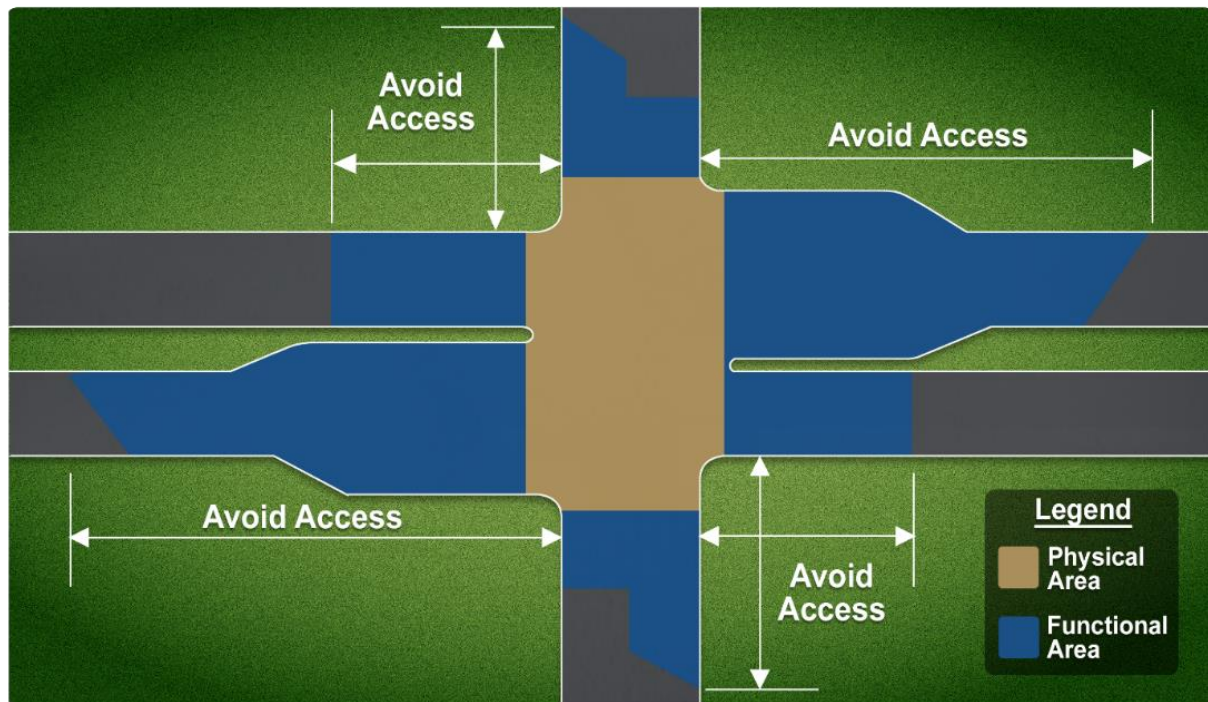 Avoid
Access
Avoid Access
Avoid Access
Avoid
Access
Legend
Physical
Area
Functional
Area